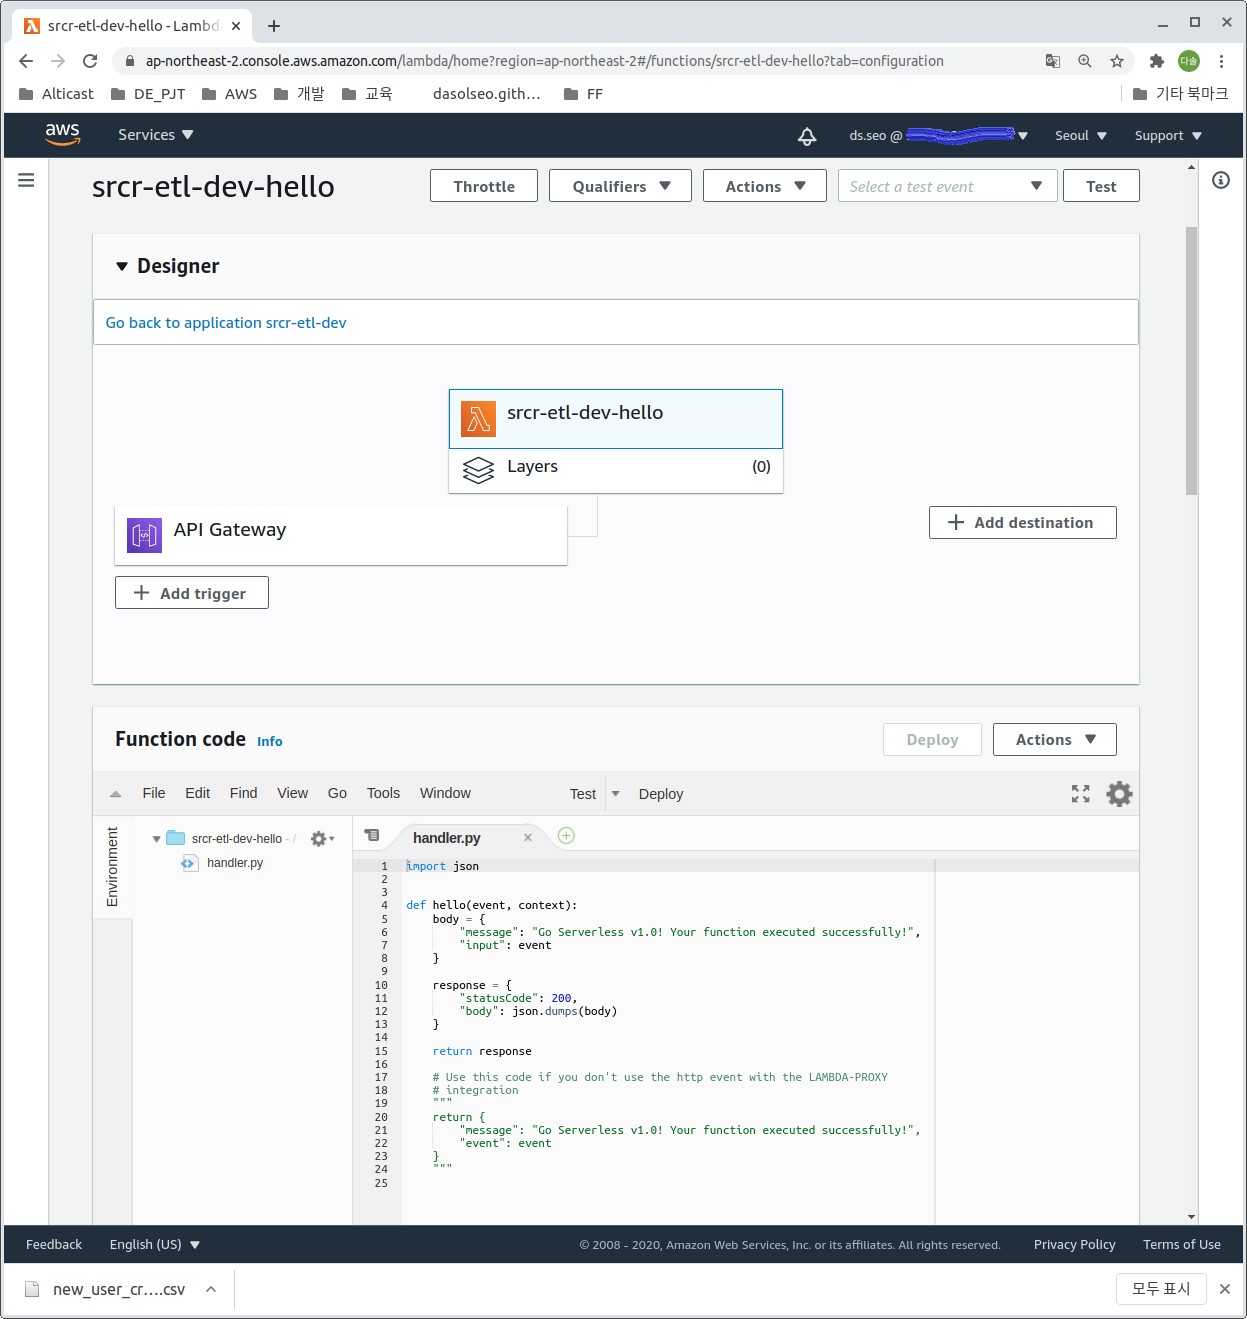 srcr-etl-dev-hello - Lambd
ap-northeast-2.console.aws.amazon.com/lambda/home?region=ap-northeast-2#/functions/srcr-etl-dev-hello?tab=configuration
다솔
Alticast DE_PJT AWS 개발 교육 dasolseo.gith... FF 기타 북마크
aws Services ds.seo @ Seoul Support
srcr-etl-dev-hello Throttle Qualifiers Actions Select a test event Test
Designer
Go back to application srcr-etl-dev
srcr-etl-dev-hello
Layers (0)
API Gateway
Add destination
Add trigger
Function code Info Deploy Actions
File Edit Find View Go Tools Window Test Deploy
Environment
srcr-etl-dev-hello - /
handler.py
handler.py
1 import json
2
3
4 def hello(event, context):
5 body = {
6 "message": "Go Serverless v1.0! Your function executed successfully!",
7 "input": event
8 }
9
10 response = {
11 "statusCode": 200,
12 "body": json.dumps(body)
13 }
14
15 return response
16
17 # Use this code if you don't use the http event with the LAMBDA-PROXY
18 # integration
19 """
20 return {
21 "message": "Go Serverless v1.0! Your function executed successfully!",
22 "event": event
23 }
24 """
25
Feedback English (US) © 2008 - 2020, Amazon Web Services, Inc. or its affiliates. All rights reserved. Privacy Policy Terms of Use
new_user_cr....csv 모두 표시